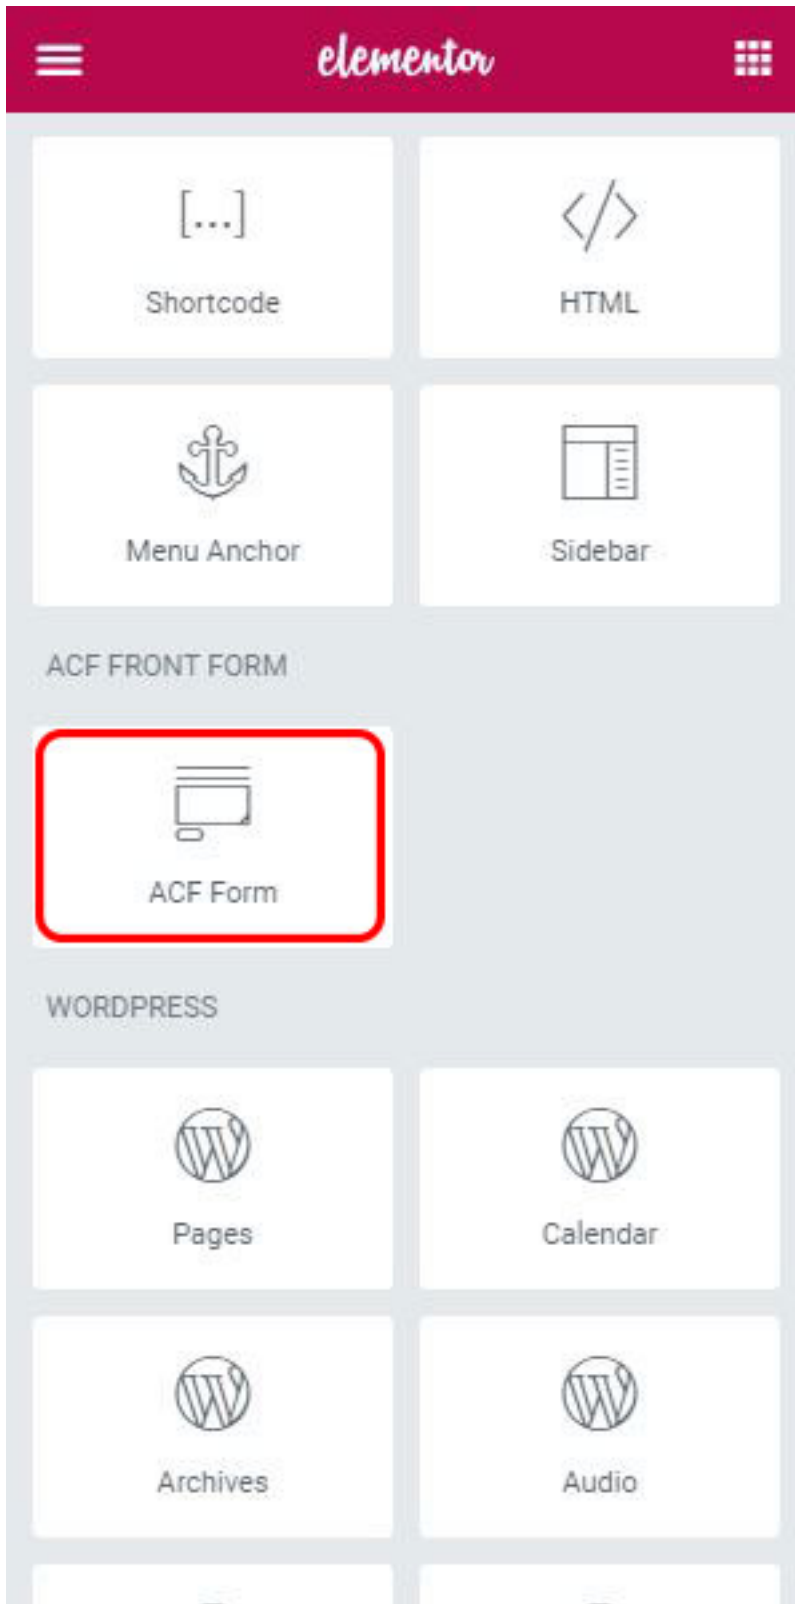 elementor
[...]
</>
Shortcode
HTML
Menu Anchor
Sidebar
ACF FRONT FORM
ACF Form
WORDPRESS
Pages
Calendar
Archives
Audio